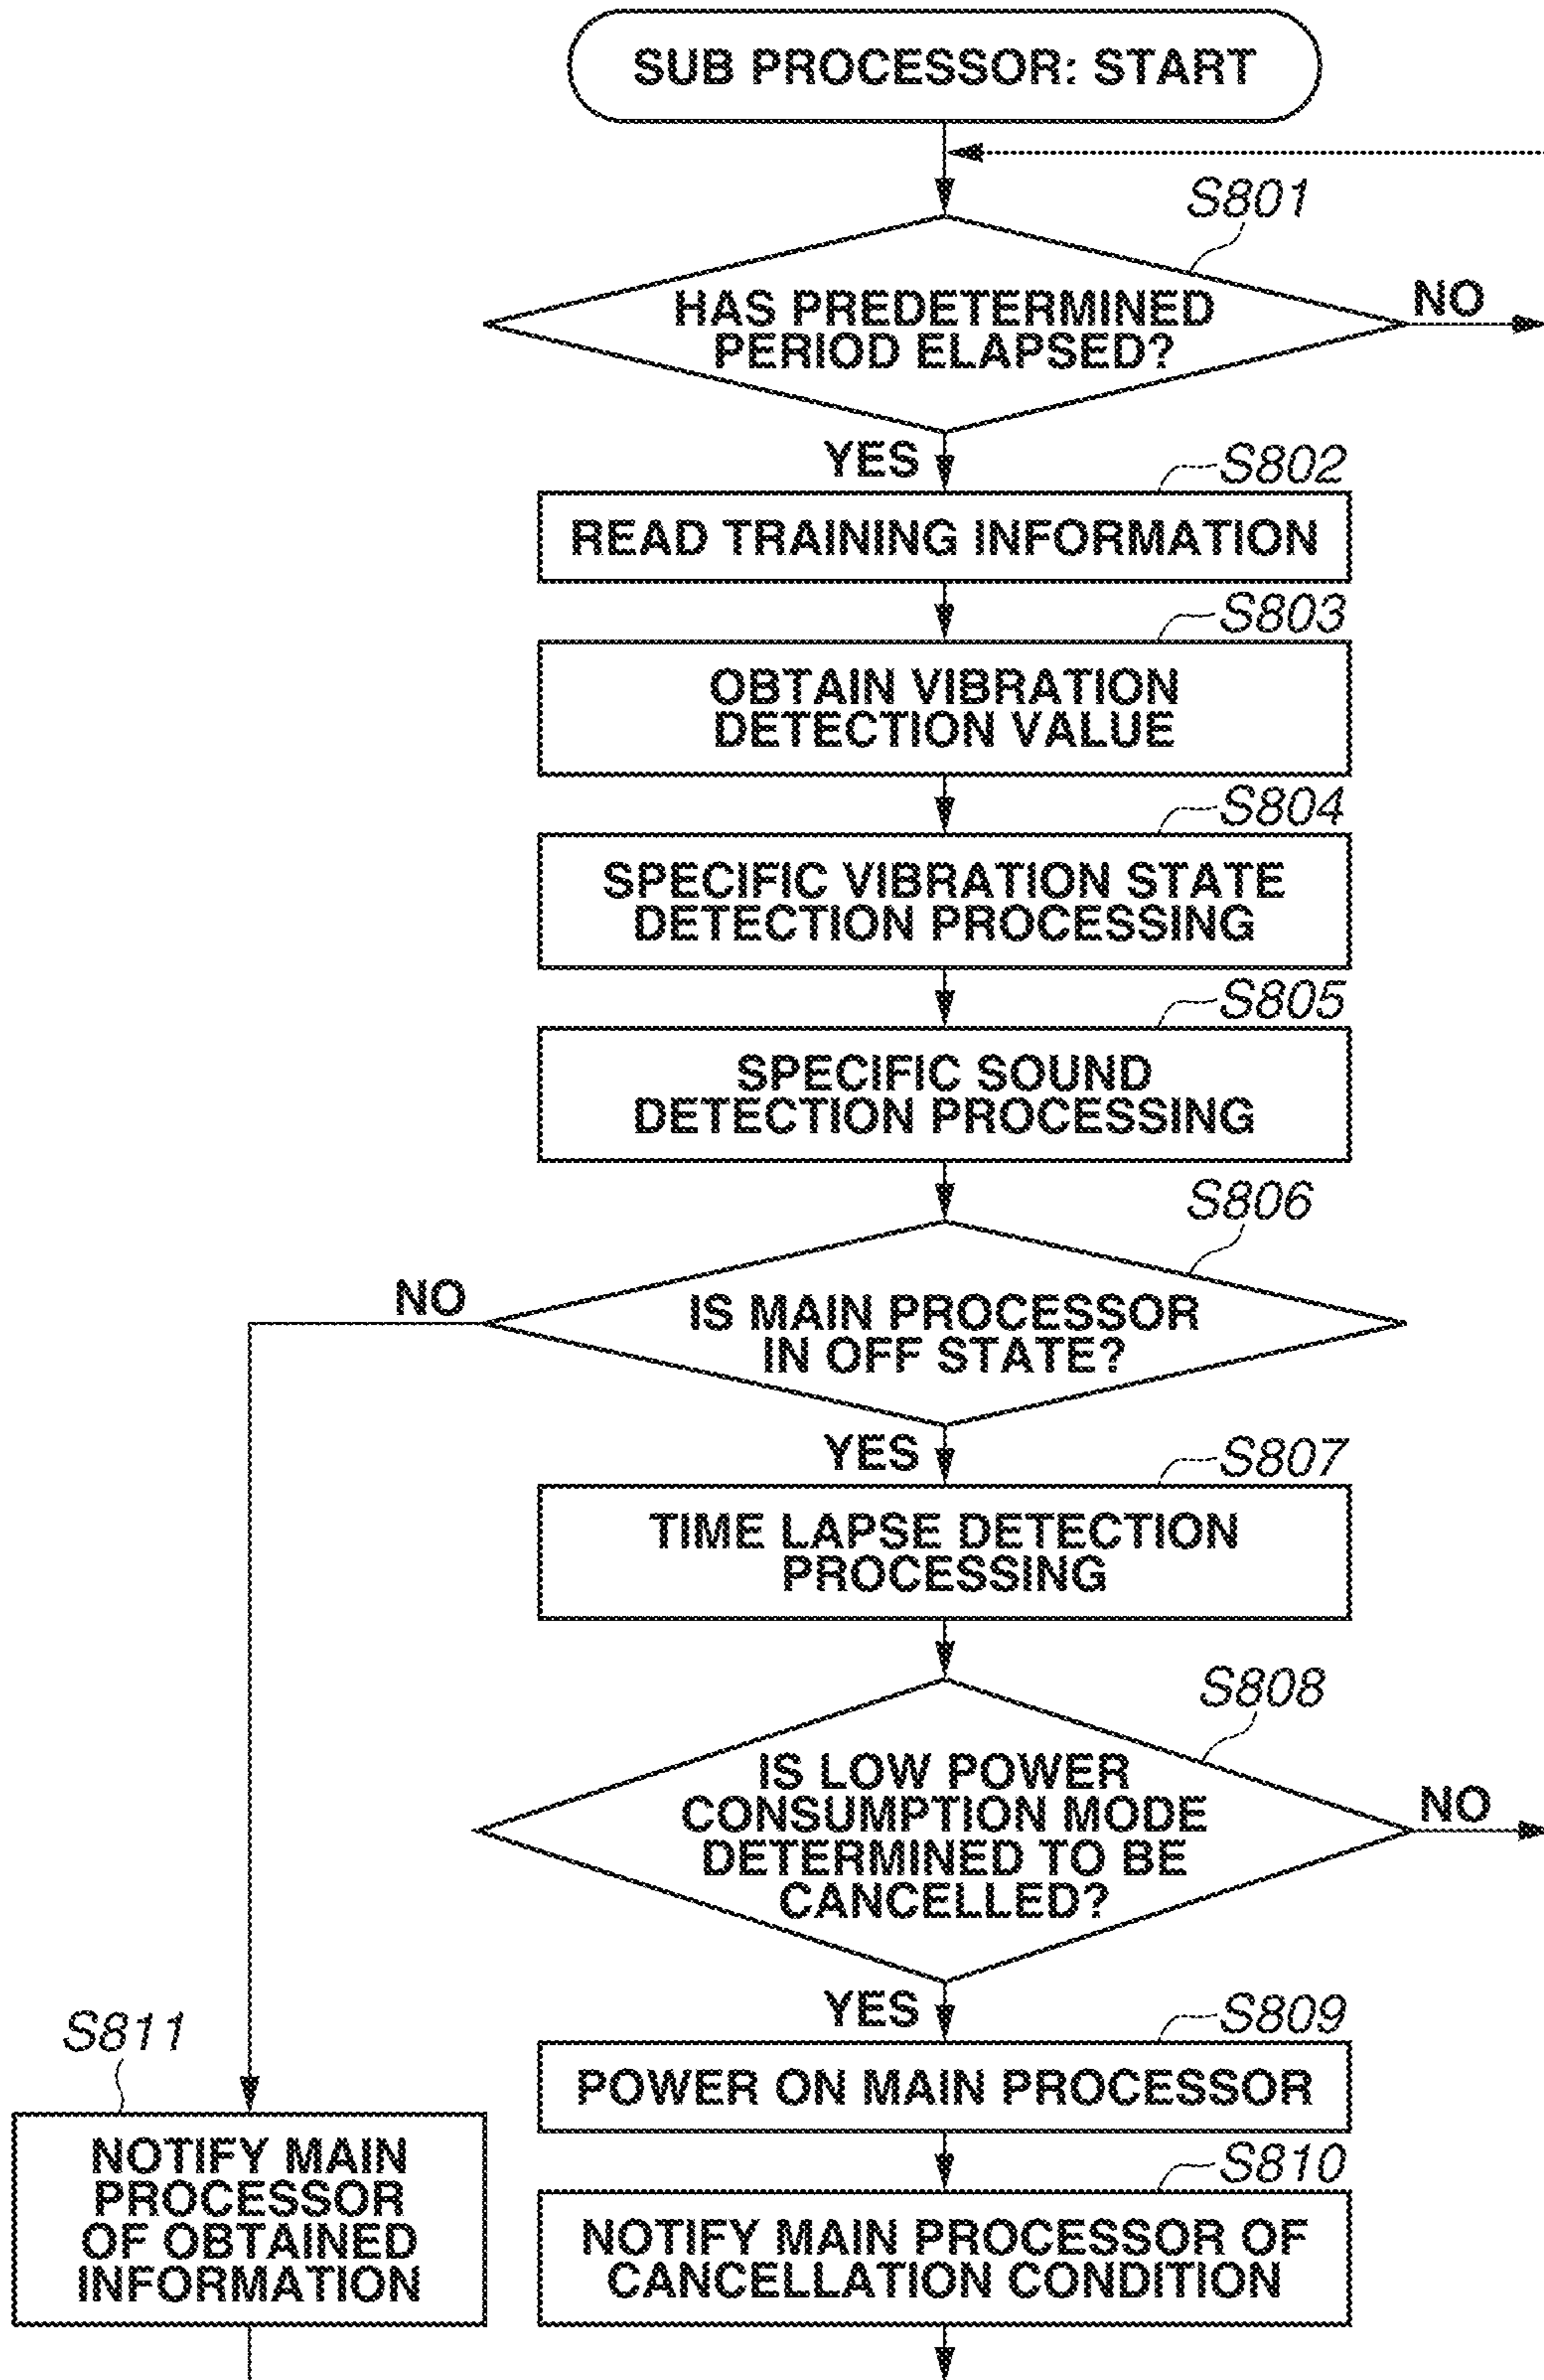 SUB PROCESSOR: START
S801
HAS PREDETERMINED
PERIOD ELAPSED?
NO
YES
S802
READ TRAINING INFORMATION
S803
OBTAIN VIBRATION
DETECTION VALUE
S804
SPECIFIC VIBRATION STATE
DETECTION PROCESSING
S805
SPECIFIC SOUND
DETECTION PROCESSING
S806
NO
IS MAIN PROCESSOR
IN OFF STATE?
YES
S807
TIME LAPSE DETECTION
PROCESSING
S808
IS LOW POWER
CONSUMPTION MODE
DETERMINED TO BE
CANCELLED?
NO
YES
S809
POWER ON MAIN PROCESSOR
S810
NOTIFY MAIN PROCESSOR OF
CANCELLATION CONDITION
S811
NOTIFY MAIN
PROCESSOR
OF OBTAINED
INFORMATION